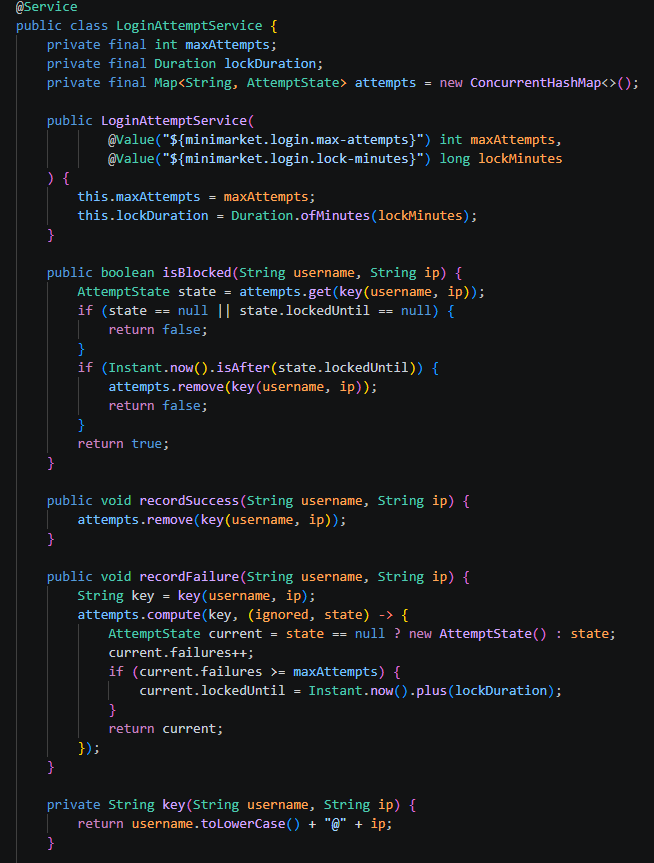 @Service
public class LoginAttemptService {
    private final int maxAttempts;
    private final Duration lockDuration;
    private final Map<String, AttemptState> attempts = new ConcurrentHashMap<>();

    public LoginAttemptService(
            @Value("${minimarket.login.max-attempts}") int maxAttempts,
            @Value("${minimarket.login.lock-minutes}") long lockMinutes
    ) {
        this.maxAttempts = maxAttempts;
        this.lockDuration = Duration.ofMinutes(lockMinutes);
    }

    public boolean isBlocked(String username, String ip) {
        AttemptState state = attempts.get(key(username, ip));
        if (state == null || state.lockedUntil == null) {
            return false;
        }
        if (Instant.now().isAfter(state.lockedUntil)) {
            attempts.remove(key(username, ip));
            return false;
        }
        return true;
    }

    public void recordSuccess(String username, String ip) {
        attempts.remove(key(username, ip));
    }

    public void recordFailure(String username, String ip) {
        String key = key(username, ip);
        attempts.compute(key, (ignored, state) -> {
            AttemptState current = state == null ? new AttemptState() : state;
            current.failures++;
            if (current.failures >= maxAttempts) {
                current.lockedUntil = Instant.now().plus(lockDuration);
            }
            return current;
        });
    }

    private String key(String username, String ip) {
        return username.toLowerCase() + "@" + ip;
    }